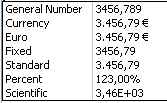 General Number 3456,789
Currency 3.456,79 €
Euro 3.456,79 €
Fixed 3456,79
Standard 3.456,79
Percent 123,00%
Scientific 3,46E+03